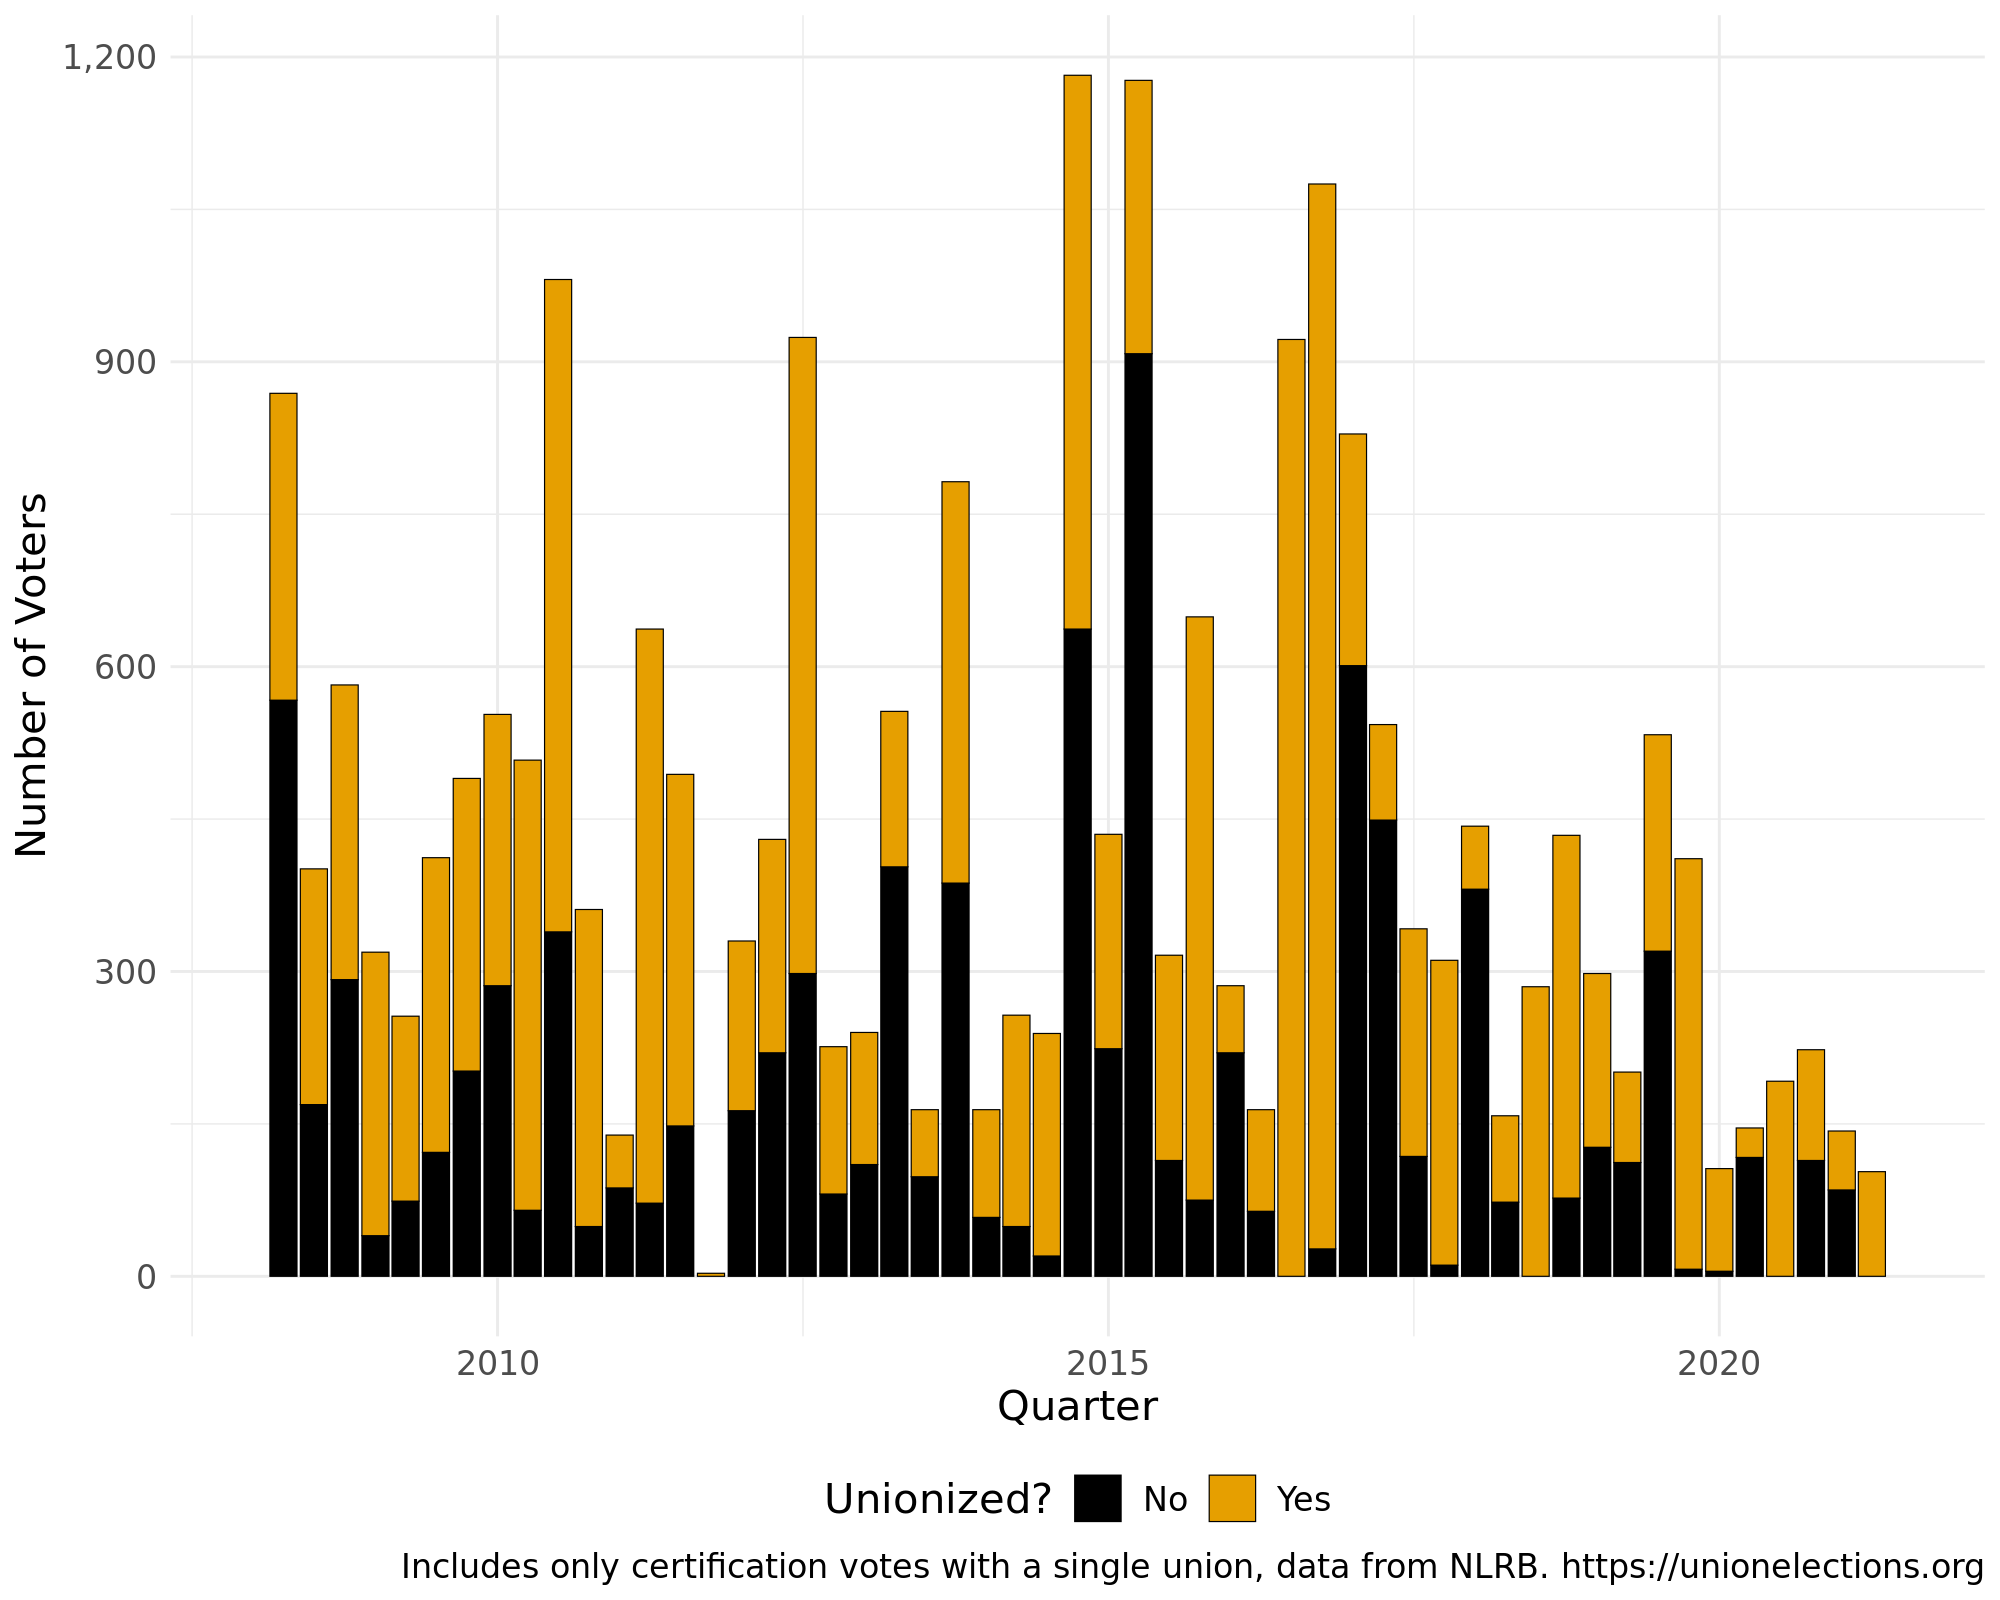 1,200
900
600
300
0
Number of Voters
2010 2015 2020
Quarter
Unionized? No Yes
Includes only certification votes with a single union, data from NLRB. https://unionelections.org